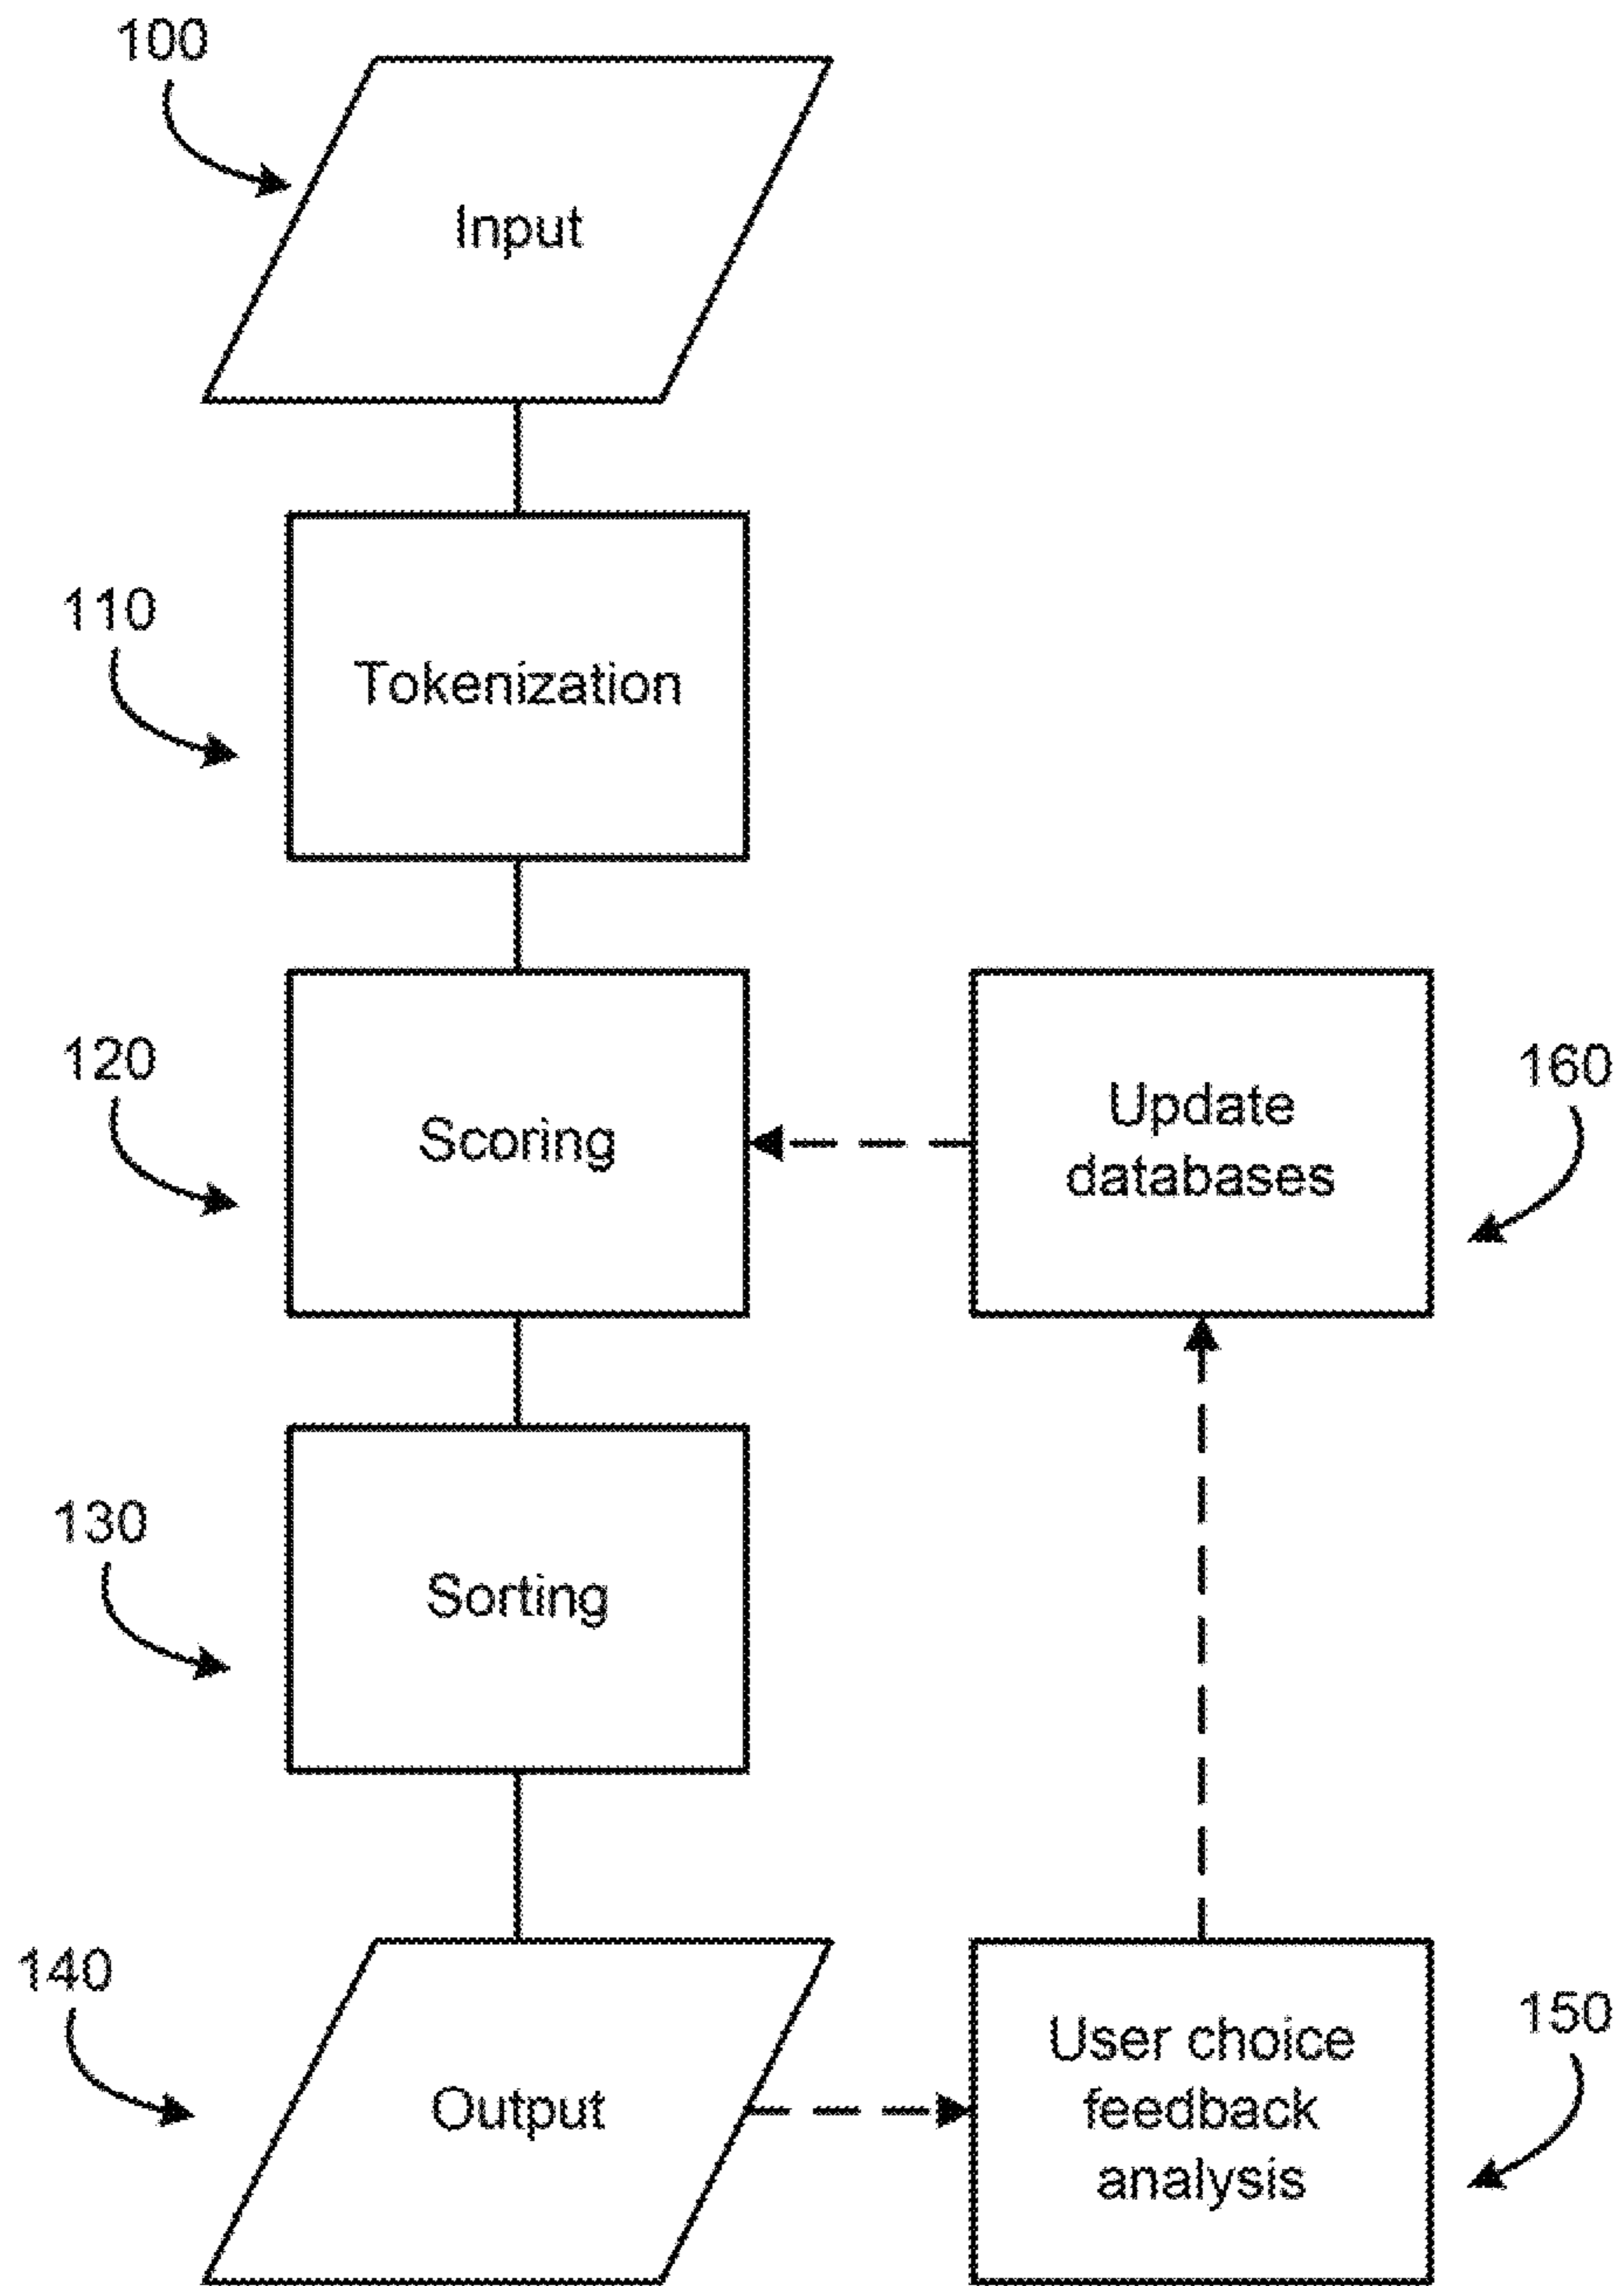 100
Input
110
Tokenization
120
Scoring
Update
databases
160
130
Sorting
140
Output
User choice
feedback
analysis
150